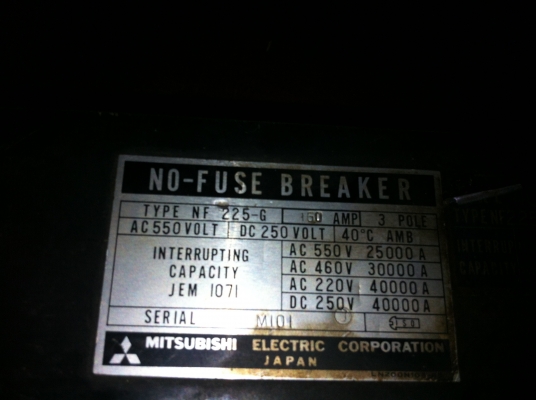 NO-FUSE BREAKER
TYPE NF 225-G 150 AMP 3 POLE
AC 550 VOLT DC 250 VOLT 40°C AMB
INTERRUPTING CAPACITY JEM 1071
AC 550V 25000 A
AC 460V 30000 A
AC 220V 40000 A
DC 250V 40000 A
SERIAL M101
MITSUBISHI ELECTRIC CORPORATION
JAPAN